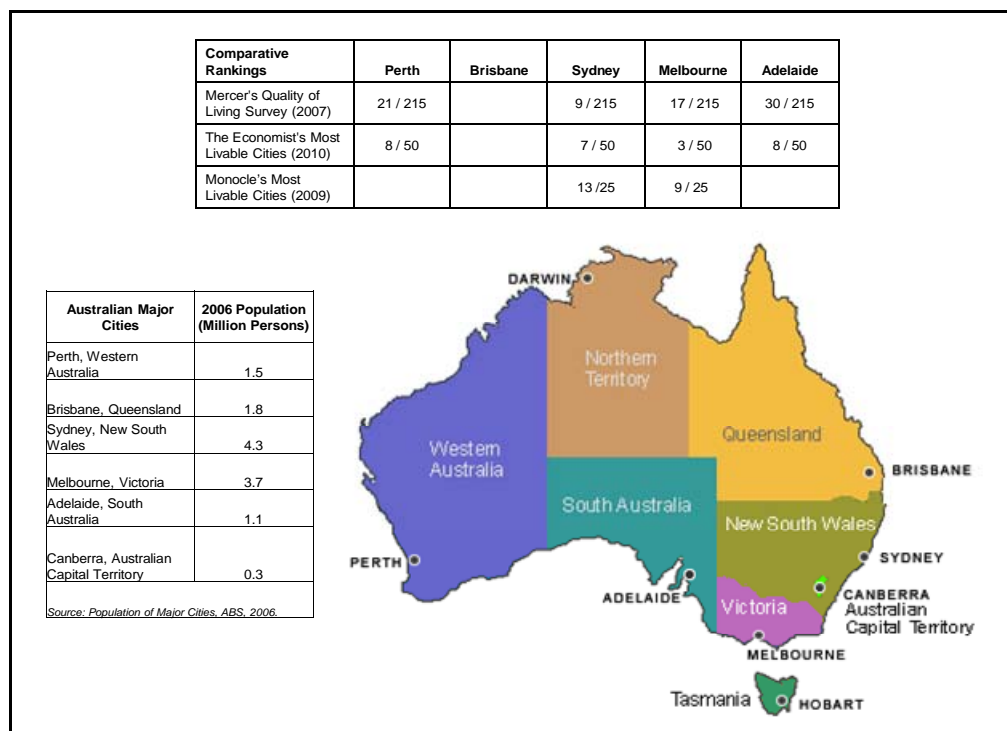 Comparative
Rankings Perth Brisbane Sydney Melbourne Adelaide
Mercer's Quality of
Living Survey (2007) 21 / 215 9 / 215 17 / 215 30 / 215
The Economist's Most
Livable Cities (2010) 8 / 50 7 / 50 3 / 50 8 / 50
Monocle's Most
Livable Cities (2009) 13 /25 9 / 25
Australian Major
Cities 2006 Population
(Million Persons)
Perth, Western
Australia 1.5
Brisbane, Queensland 1.8
Sydney, New South
Wales 4.3
Melbourne, Victoria 3.7
Adelaide, South
Australia 1.1
Canberra, Australian
Capital Territory 0.3
Source: Population of Major Cities, ABS, 2006.
DARWIN
Northern
Territory
Queensland
Western
Australia
BRISBANE
South Australia
New South Wales
PERTH
SYDNEY
ADELAIDE
CANBERRA
Australian
Capital Territory
Victoria
MELBOURNE
Tasmania
HOBART